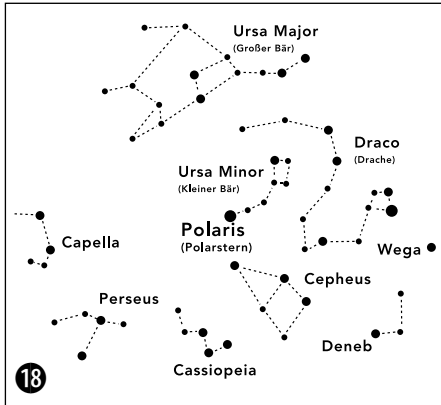 Ursa Major
(Großer Bär)
Draco
(Drache)
Ursa Minor
(Kleiner Bär)
Polaris
(Polarstern)
Capella
Wega
Cepheus
Perseus
Deneb
Cassiopeia
18